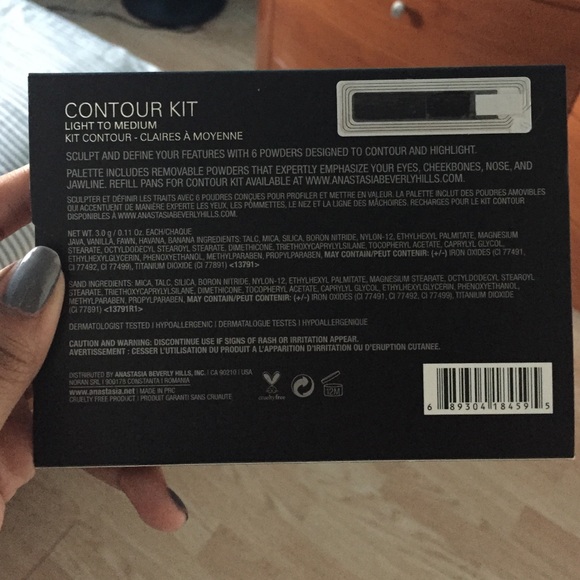 CONTOUR KIT
LIGHT TO MEDIUM
KIT CONTOUR - CLAIRES À MOYENNE
SCULPT AND DEFINE YOUR FEATURES WITH 6 POWDERS DESIGNED TO CONTOUR AND HIGHLIGHT.
PALETTE INCLUDES REMOVABLE POWDERS THAT EXPERTLY EMPHASIZE YOUR EYES, CHEEKBONES, NOSE, AND
JAWLINE. REFILL PANS FOR CONTOUR KIT AVAILABLE AT WWW.ANASTASIABEVERLYHILLS.COM.
SCULPTER ET DÉFINIR LES TRAITS AVEC 6 POUDRES CONÇUES POUR PROFILER ET METTRE EN VALEUR. LA PALETTE INCLUT DES POUDRES AMOVIBLES
QUI ACCENTUENT DE MANIÈRE EXPERTE LES YEUX, LES POMMETTES, LE NEZ ET LA LIGNE DES MÂCHOIRES. RECHARGES POUR LE KIT CONTOUR
DISPONIBLES À WWW.ANASTASIABEVERLYHILLS.COM.
NET WT. 3.0 g / 0.11 Oz. EACH/CHAQUE
JAVA, VANILLA, FAWN, HAVANA, BANANA INGREDIENTS: TALC, MICA, SILICA, BORON NITRIDE, NYLON-12, ETHYLHEXYL PALMITATE, MAGNESIUM
STEARATE, OCTYLDODECYL STEAROYL STEARATE, DIMETHICONE, TRIETHOXYCAPRYLYLSILANE, TOCOPHERYL ACETATE, CAPRYLYL GLYCOL,
ETHYLHEXYLGLYCERIN, PHENOXYETHANOL, METHYLPARABEN, PROPYLPARABEN, MAY CONTAIN/PEUT CONTENIR: (+/-) IRON OXIDES (CI 77491,
CI 77492, CI 77499), TITANIUM DIOXIDE (CI 77891) <13791>
SAND INGREDIENTS: MICA, TALC, SILICA, BORON NITRIDE, NYLON-12, ETHYLHEXYL PALMITATE, MAGNESIUM STEARATE, OCTYLDODECYL STEAROYL
STEARATE, TRIETHOXYCAPRYLYLSILANE, DIMETHICONE, TOCOPHERYL ACETATE, CAPRYLYL GLYCOL, ETHYLHEXYLGLYCERIN, PHENOXYETHANOL,
METHYLPARABEN, PROPYLPARABEN, MAY CONTAIN/PEUT CONTENIR: (+/-) IRON OXIDES (CI 77491, CI 77492, CI 77499), TITANIUM DIOXIDE
(CI 77891) <13791R1>
DERMATOLOGIST TESTED / HYPOALLERGENIC / DERMATOLOGUE TESTÉS / HYPOALLERGENIQUE
CAUTION AND WARNING: DISCONTINUE USE IF SIGNS OF RASH OR IRRITATION APPEAR.
AVERTISSEMENT : CESSER L'UTILISATION DU PRODUIT À L'APPARITION D'IRRITATION OU D'ÉRUPTION CUTANÉE.
DISTRIBUTED BY ANASTASIA BEVERLY HILLS, INC. | CA 90210 | USA
NORAN SRL | 909175 CONSTANTA | ROMANIA
www.anastasia.net | MADE IN PRC
CRUELTY FREE PRODUCT | PRODUIT GARANTI SANS CRUAUTÉ
cruelty free
12M
6 89304 18459 5